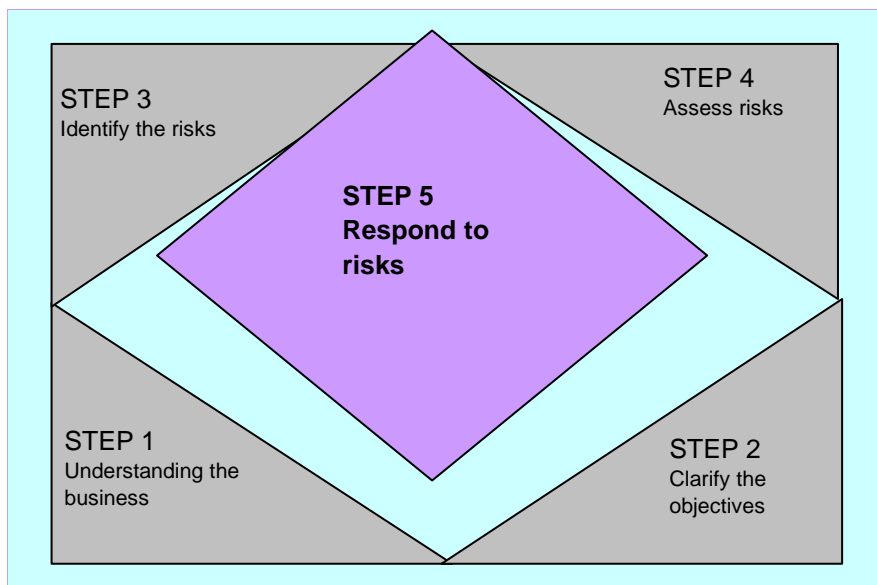 STEP 3
Identify the risks
STEP 4
Assess risks
STEP 5
Respond to
risks
STEP 1
Understanding the
business
STEP 2
Clarify the
objectives